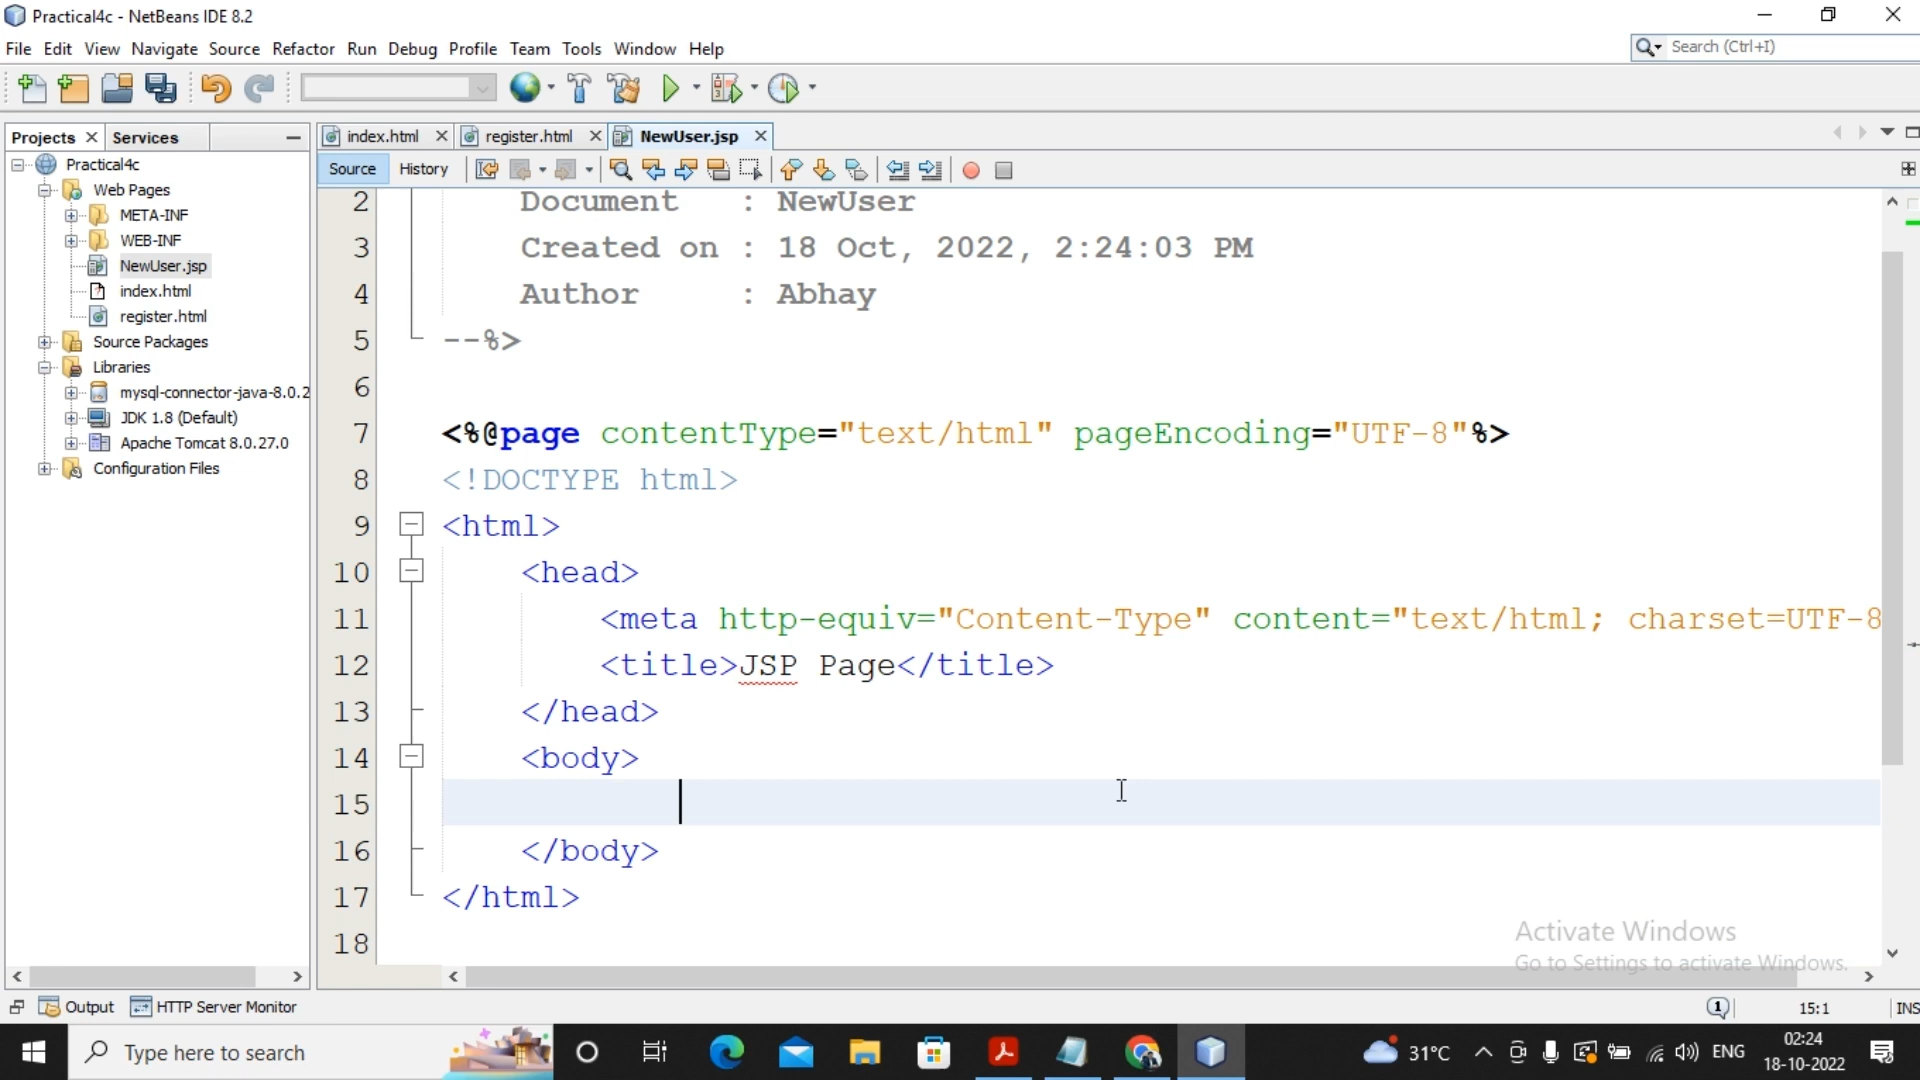 Practical4c - NetBeans IDE 8.2
File Edit View Navigate Source Refactor Run Debug Profile Team Tools Window Help
Search (Ctrl+I)
Projects Services
index.html register.html NewUser.jsp
Source History
Practical4c
Web Pages
META-INF
WEB-INF
NewUser.jsp
index.html
register.html
Source Packages
Libraries
mysql-connector-java-8.0.2
JDK 1.8 (Default)
Apache Tomcat 8.0.27.0
Configuration Files
2 Document : NewUser
3 Created on : 18 Oct, 2022, 2:24:03 PM
4 Author : Abhay
5 --%>
6
7 <%@page contentType="text/html" pageEncoding="UTF-8"%>
8 <!DOCTYPE html>
9 <html>
10 <head>
11 <meta http-equiv="Content-Type" content="text/html; charset=UTF-8
12 <title>JSP Page</title>
13 </head>
14 <body>
15
16 </body>
17 </html>
18
Activate Windows
Go to Settings to activate Windows.
Output HTTP Server Monitor
1 15:1 INS
Type here to search
31°C ENG
02:24
18-10-2022